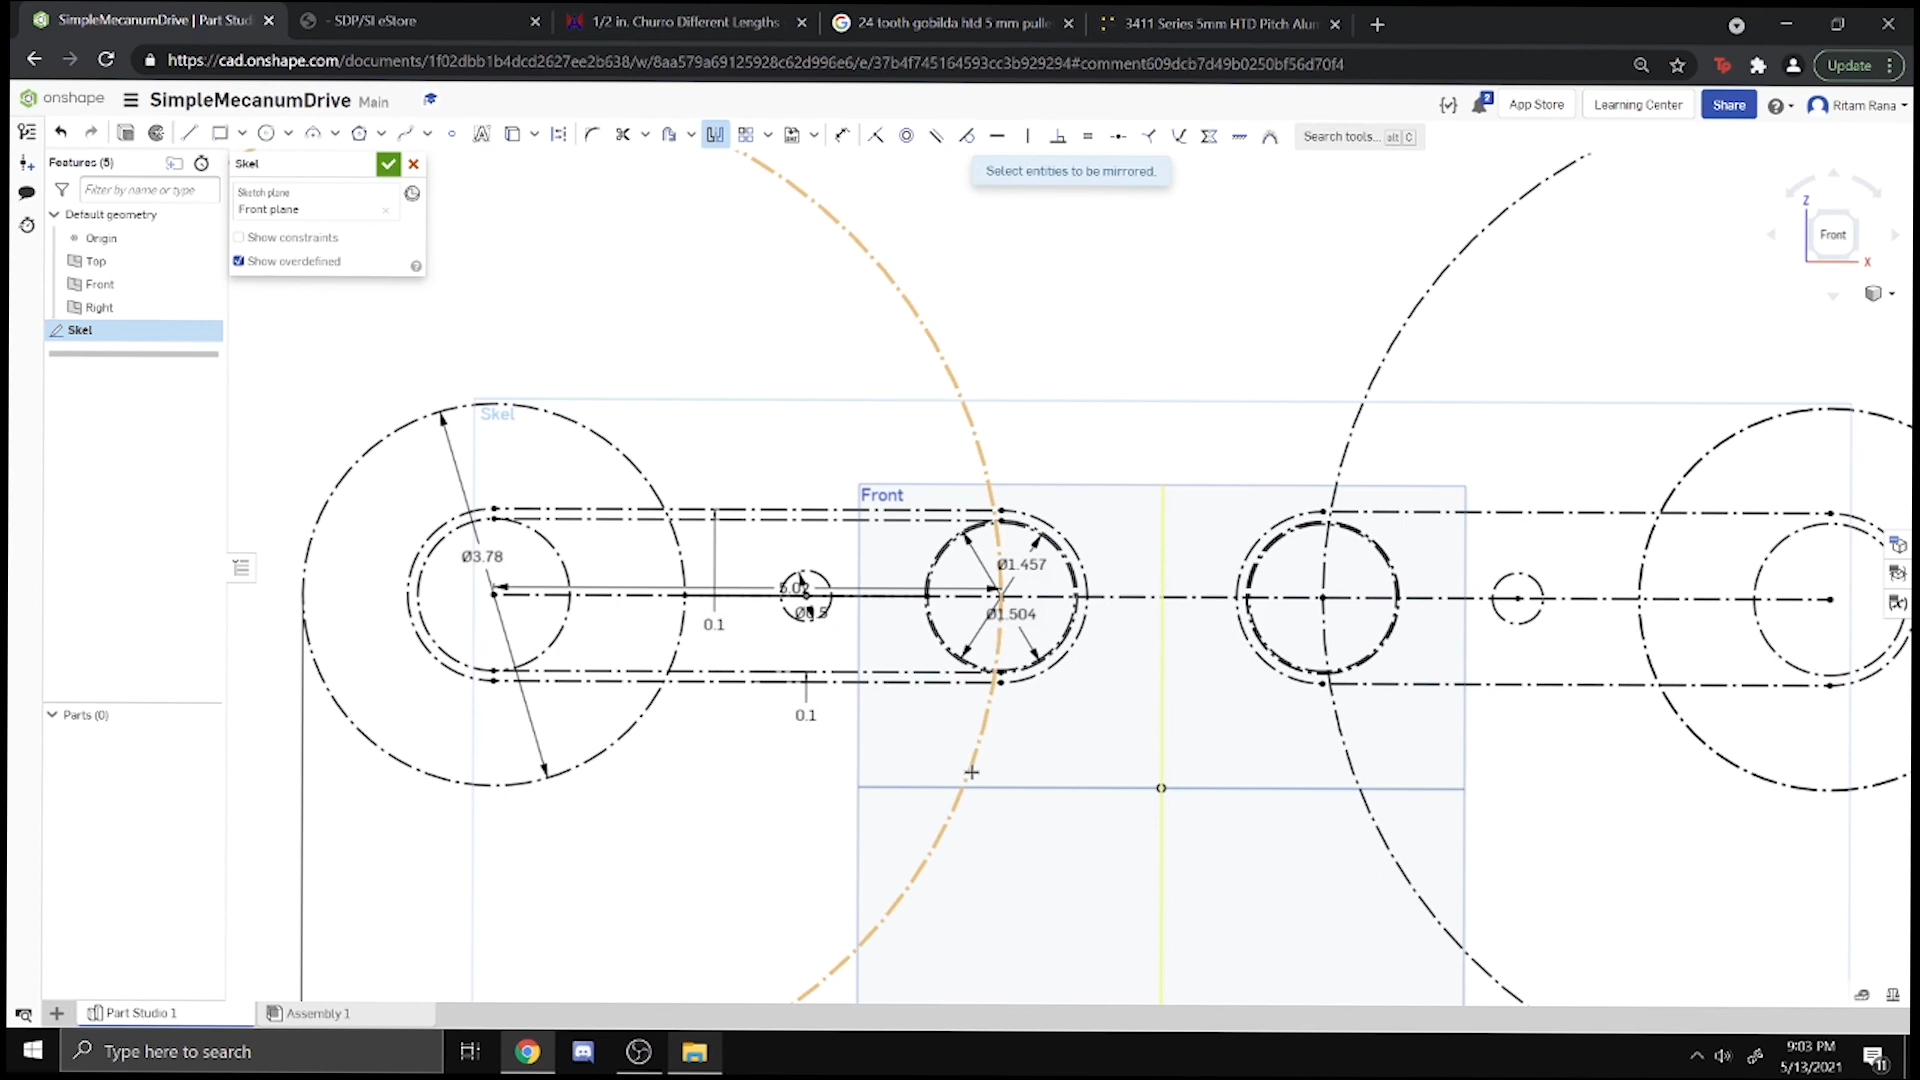 SimpleMecanumDrive | Part Studi
- SDP/SI eStore
1/2 in. Churro Different Lengths
24 tooth gobilda htd 5 mm pulle
3411 Series 5mm HTD Pitch Alum
https://cad.onshape.com/documents/1f02dbb1b4dcd2627ee2b638/w/8aa579a69125928c62d996e6/e/37b4f745164593cc3b929294#comment609dcb7d49b0250bf56d70f4
Update
onshape
SimpleMecanumDrive Main
2
App Store
Learning Center
Share
Ritam Rana
Search tools... alt C
Features (5)
Filter by name or type
Default geometry
Origin
Top
Front
Right
Skel
Parts (0)
Skel
Sketch plane
Front plane
Show constraints
Show overdefined
Select entities to be mirrored.
Z
Front
X
Skel
Front
Ø3.78
Ø1.457
Ø1.504
0.1
0.1
Part Studio 1
Assembly 1
Type here to search
9:03 PM
5/13/2021
11